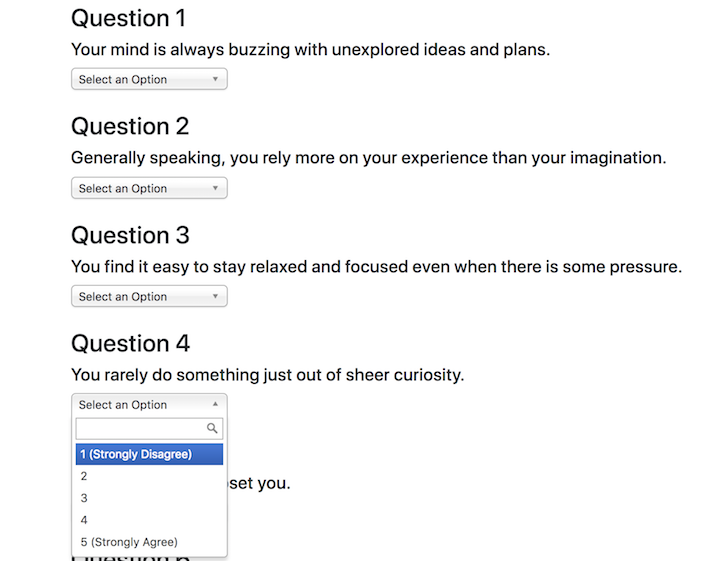 Question 1
Your mind is always buzzing with unexplored ideas and plans.
Select an Option
Question 2
Generally speaking, you rely more on your experience than your imagination.
Select an Option
Question 3
You find it easy to stay relaxed and focused even when there is some pressure.
Select an Option
Question 4
You rarely do something just out of sheer curiosity.
Select an Option
1 (Strongly Disagree)
2
set you.
3
4
5 (Strongly Agree)
Question